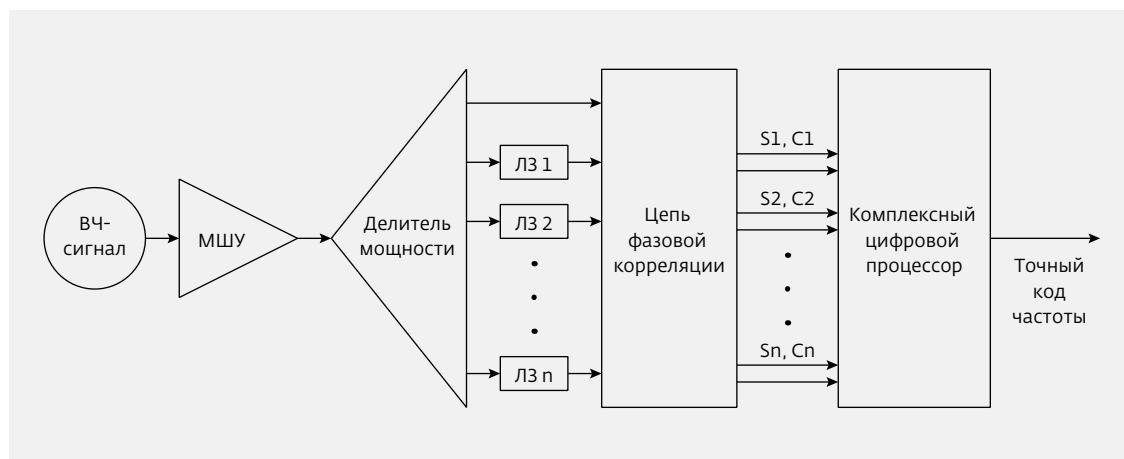 ВЧ-
сигнал
МШУ
Делитель
мощности
ЛЗ 1
ЛЗ 2
ЛЗ n
Цепь
фазовой
корреляции
S1, C1
S2, C2
Sn, Cn
Комплексный
цифровой
процессор
Точный
код
частоты